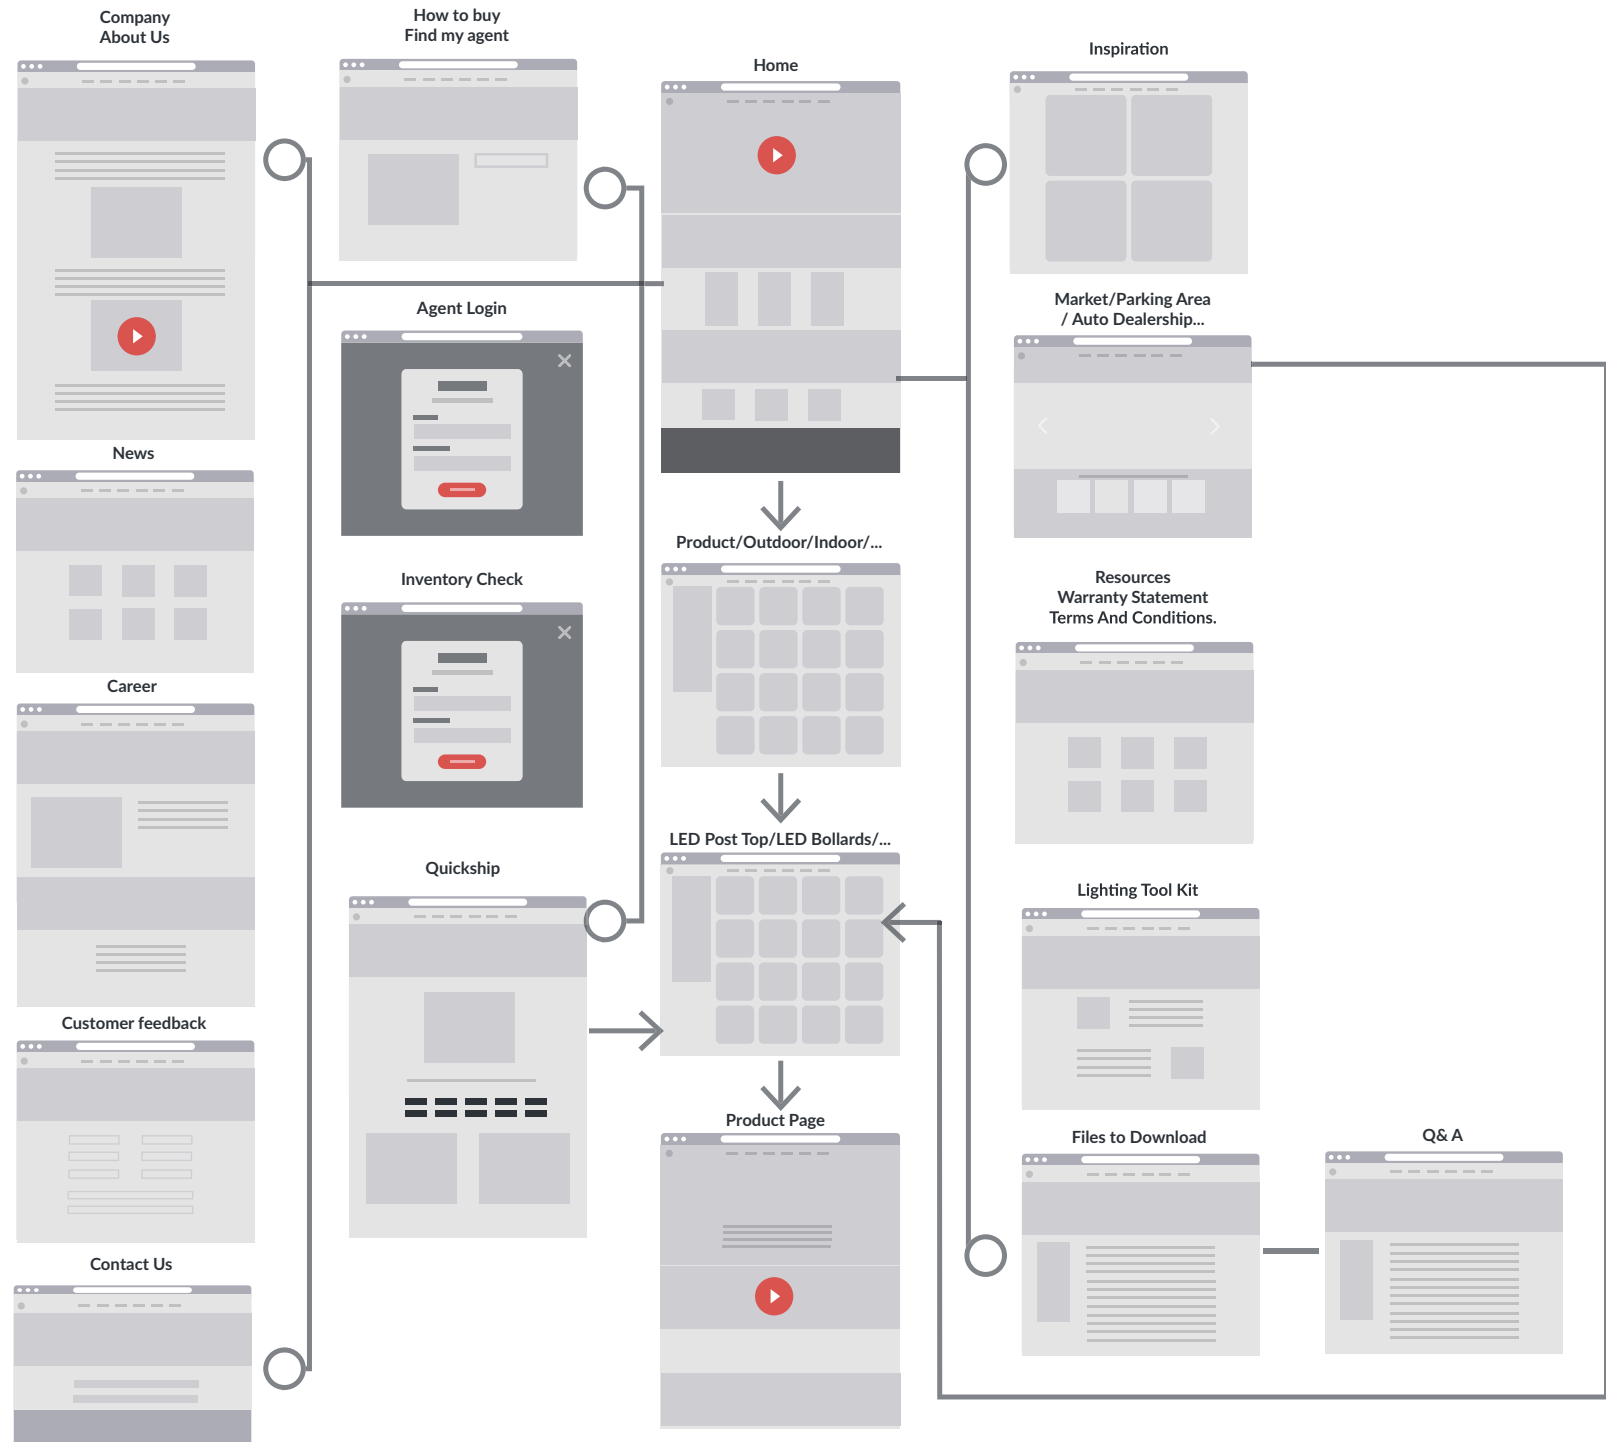 Company
About Us
How to buy
Find my agent
Home
Inspiration
Agent Login
Market/Parking Area
/ Auto Dealership...
News
Product/Outdoor/Indoor/...
Inventory Check
Resources
Warranty Statement
Terms And Conditions.
Career
LED Post Top/LED Bollards/...
Quickship
Lighting Tool Kit
Customer feedback
Product Page
Files to Download
Q& A
Contact Us